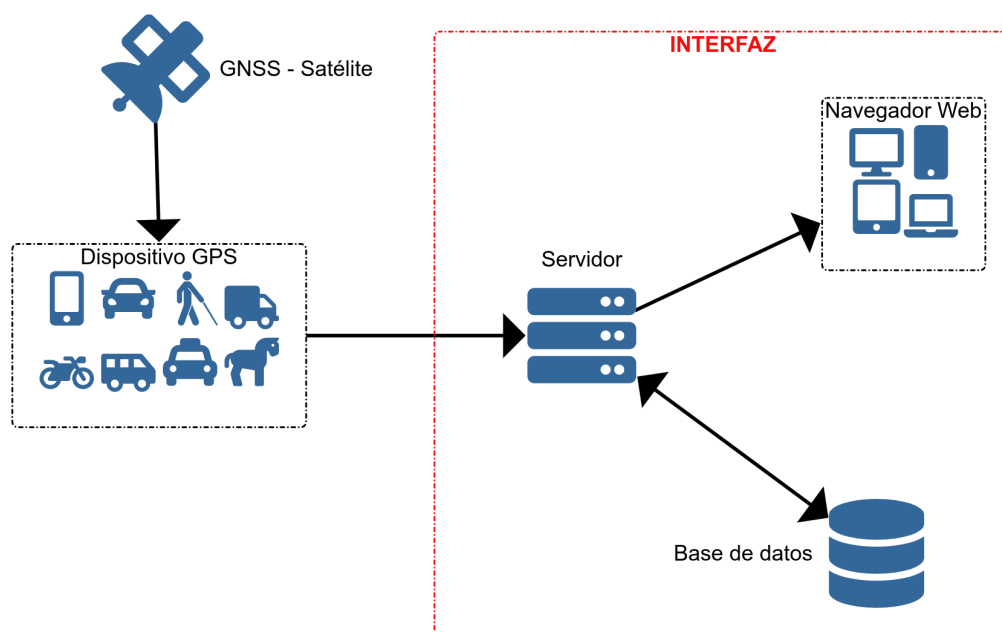 GNSS - Satélite
INTERFAZ
Navegador Web
Dispositivo GPS
Servidor
Base de datos